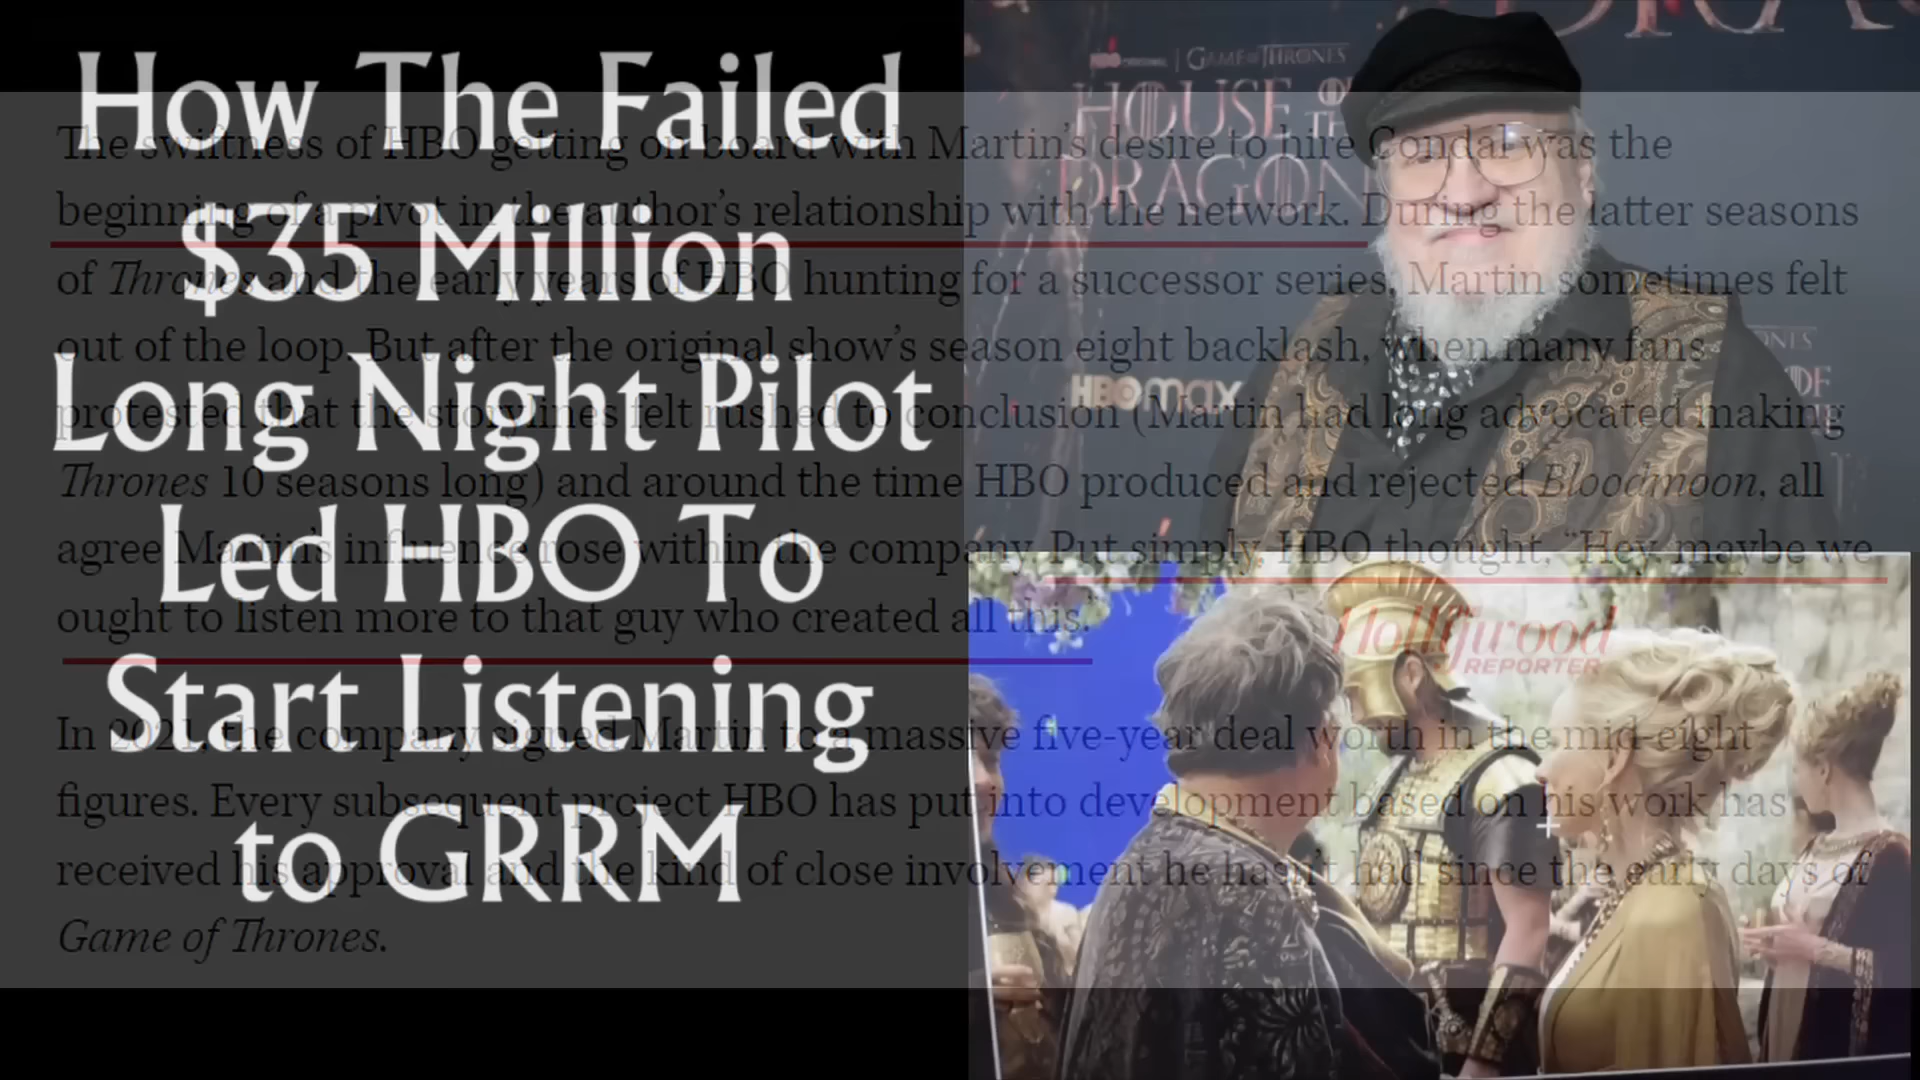 How The Failed
$35 Million
Long Night Pilot
Led HBO To
Start Listening
to GRRM
The swiftness of HBO getting on board with Martin's desire to hire Condal was the
beginning of a pivot in the author's relationship with the network. During the latter seasons
of Thrones and the early years of HBO hunting for a successor series, Martin sometimes felt
out of the loop. But after the original show's season eight backlash, when many fans
protested that the storylines felt rushed to conclusion (Martin had long advocated making
Thrones 10 seasons long) and around the time HBO produced and rejected Bloodmoon, all
agree Martin's influence rose within the company. Put simply, HBO thought, "Hey, maybe we
ought to listen more to that guy who created all this."
In 2021, the company signed Martin to a massive five-year deal worth in the mid-eight
figures. Every subsequent project HBO has put into development based on his work has
received his approval and the kind of close involvement he hasn't had since the early days of
Game of Thrones.
HBO ORIGINAL | GAME OF THRONES
HOUSE OF THE
DRAGON
HBO max
Hollywood
REPORTER